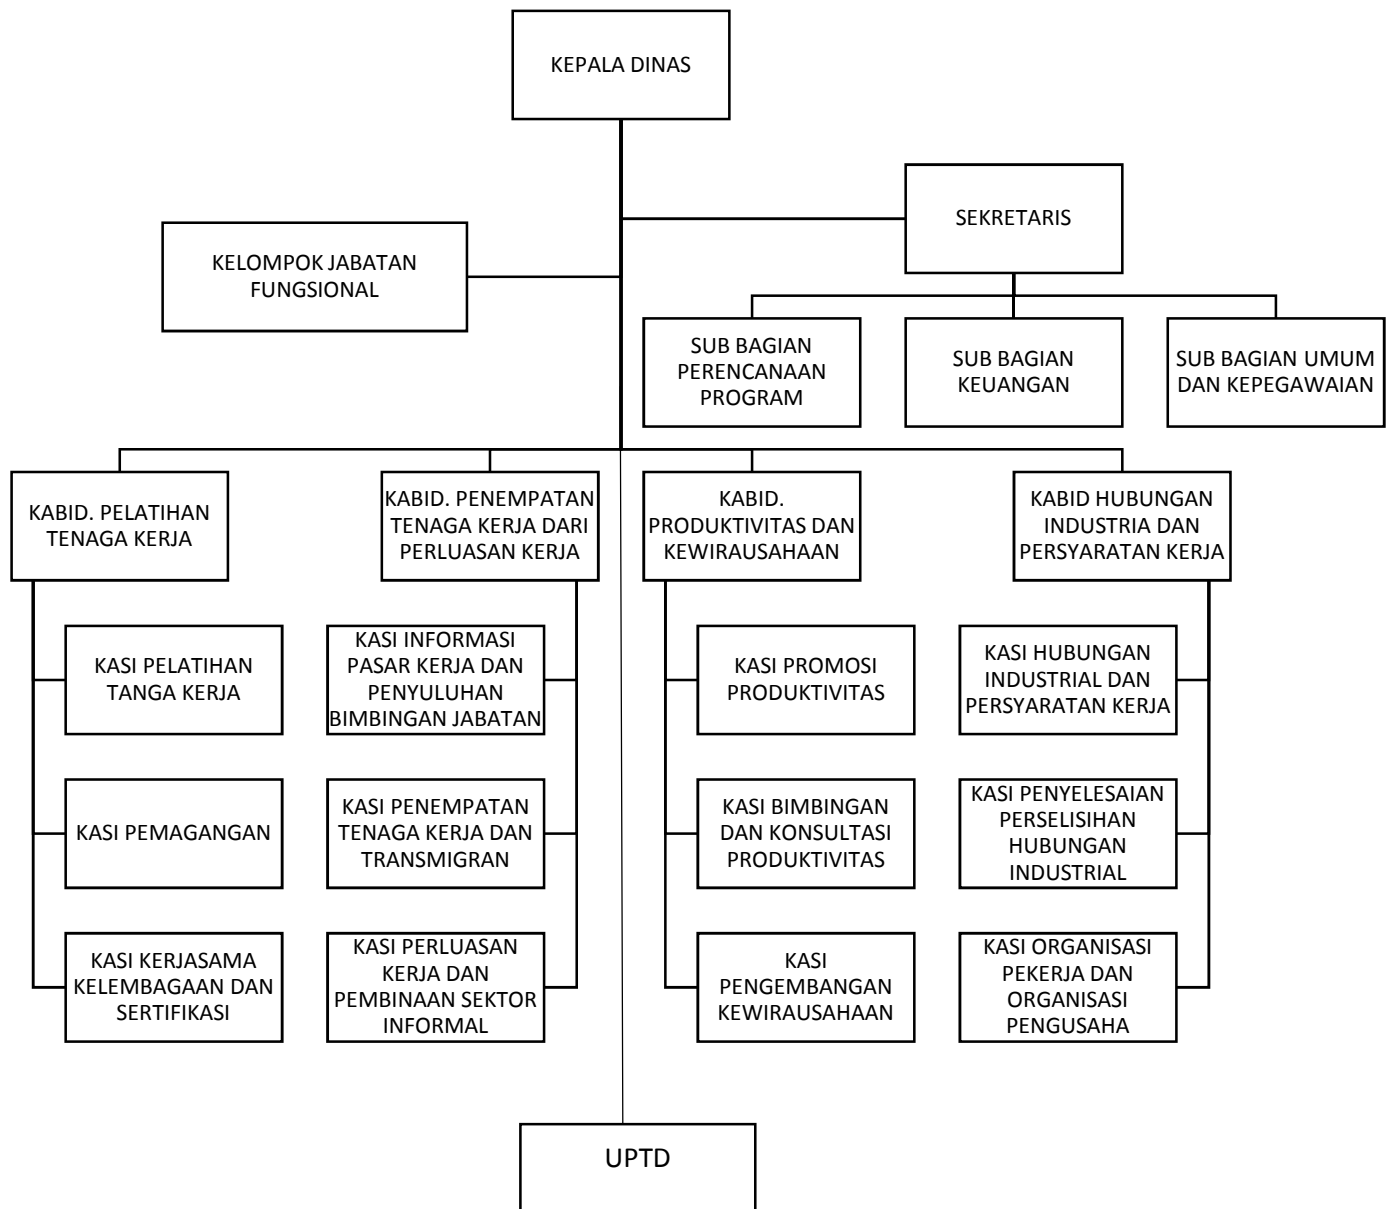 KEPALA DINAS
SEKRETARIS
KELOMPOK JABATAN
FUNGSIONAL
SUB BAGIAN
PERENCANAAN
PROGRAM
SUB BAGIAN
KEUANGAN
SUB BAGIAN UMUM
DAN KEPEGAWAIAN
KABID. PELATIHAN
TENAGA KERJA
KABID. PENEMPATAN
TENAGA KERJA DARI
PERLUASAN KERJA
KABID.
PRODUKTIVITAS DAN
KEWIRAUSAHAAN
KABID HUBUNGAN
INDUSTRIA DAN
PERSYARATAN KERJA
KASI PELATIHAN
TANGA KERJA
KASI INFORMASI
PASAR KERJA DAN
PENYULUHAN
BIMBINGAN JABATAN
KASI PROMOSI
PRODUKTIVITAS
KASI HUBUNGAN
INDUSTRIAL DAN
PERSYARATAN KERJA
KASI PEMAGANGAN
KASI PENEMPATAN
TENAGA KERJA DAN
TRANSMIGRAN
KASI BIMBINGAN
DAN KONSULTASI
PRODUKTIVITAS
KASI PENYELESAIAN
PERSELISIHAN
HUBUNGAN
INDUSTRIAL
KASI KERJASAMA
KELEMBAGAAN DAN
SERTIFIKASI
KASI PERLUASAN
KERJA DAN
PEMBINAAN SEKTOR
INFORMAL
KASI
PENGEMBANGAN
KEWIRAUSAHAAN
KASI ORGANISASI
PEKERJA DAN
ORGANISASI
PENGUSAHA
UPTD